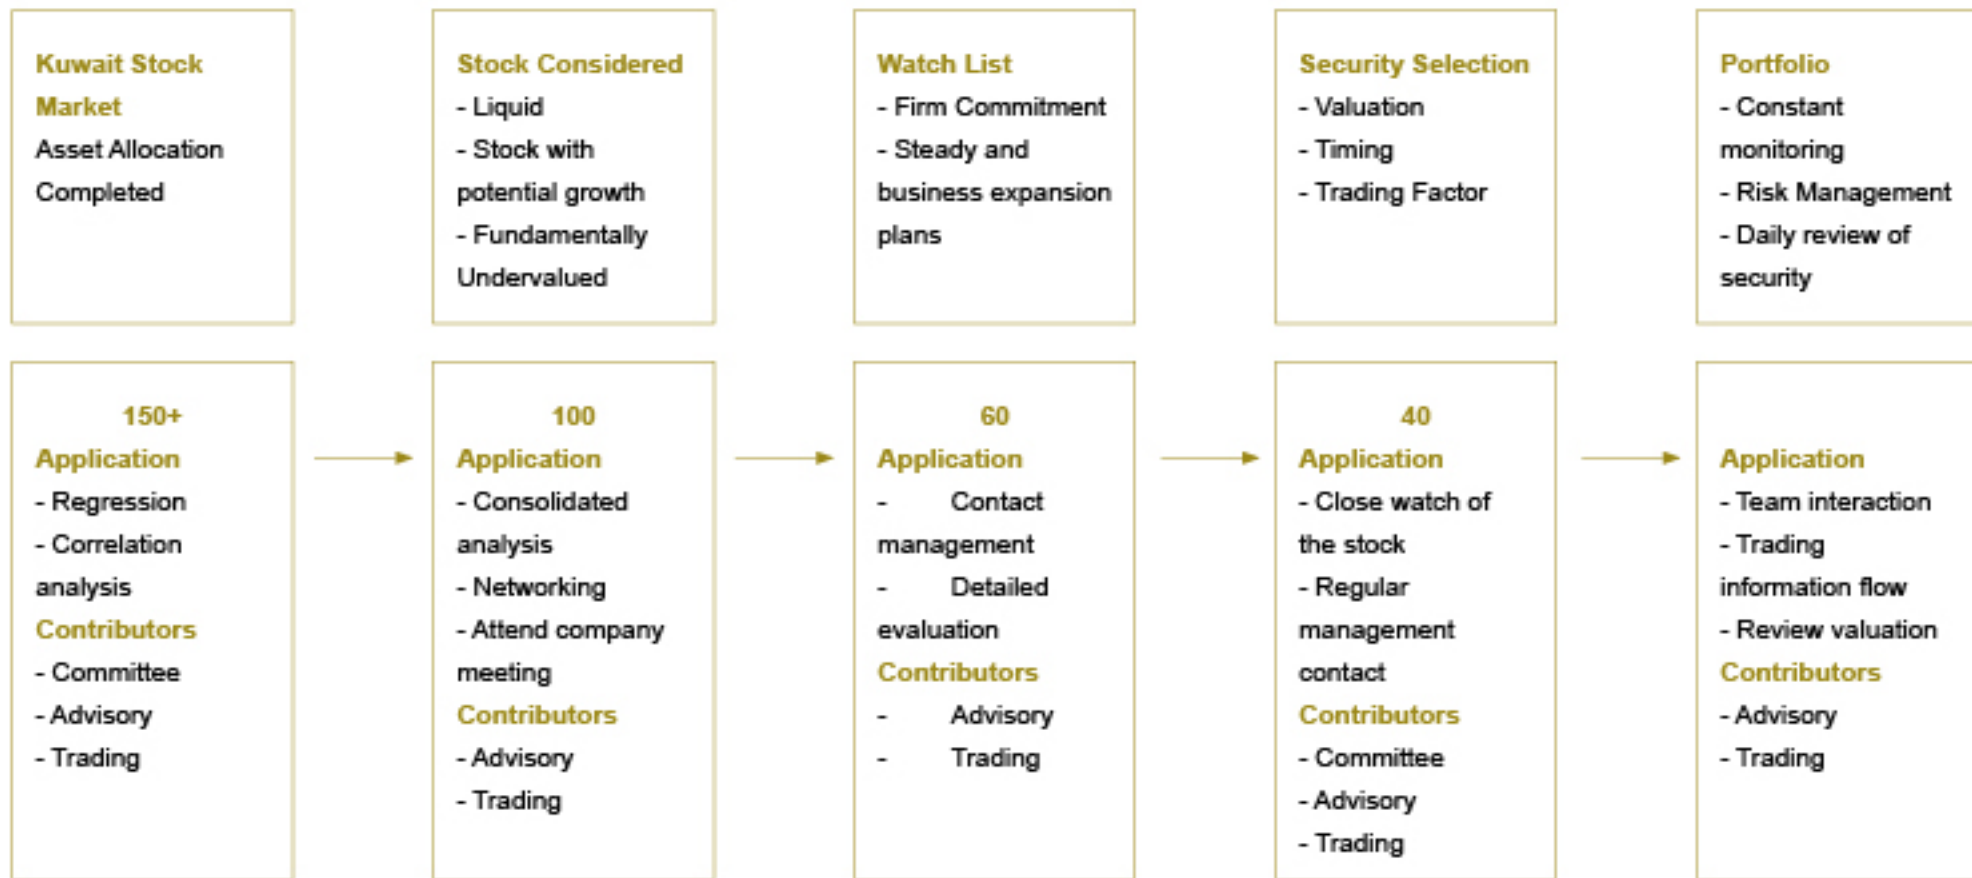 Kuwait Stock
Market
Asset Allocation
Completed
Stock Considered
- Liquid
- Stock with
potential growth
- Fundamentally
Undervalued
Watch List
- Firm Commitment
- Steady and
business expansion
plans
Security Selection
- Valuation
- Timing
- Trading Factor
Portfolio
- Constant
monitoring
- Risk Management
- Daily review of
security
150+
Application
- Regression
- Correlation
analysis
Contributors
- Committee
- Advisory
- Trading
100
Application
- Consolidated
analysis
- Networking
- Attend company
meeting
Contributors
- Advisory
- Trading
60
Application
- Contact
management
- Detailed
evaluation
Contributors
- Advisory
- Trading
40
Application
- Close watch of
the stock
- Regular
management
contact
Contributors
- Committee
- Advisory
- Trading
Application
- Team interaction
- Trading
information flow
- Review valuation
Contributors
- Advisory
- Trading